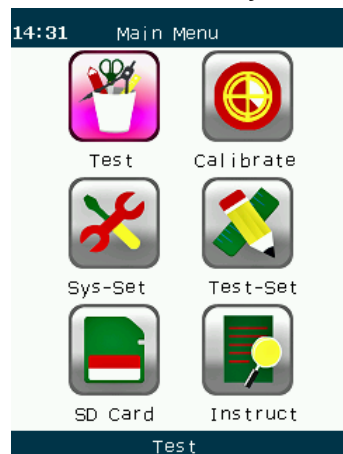 14:31 Main Menu
Test Calibrate
Sys-Set Test-Set
SD Card Instruct
Test